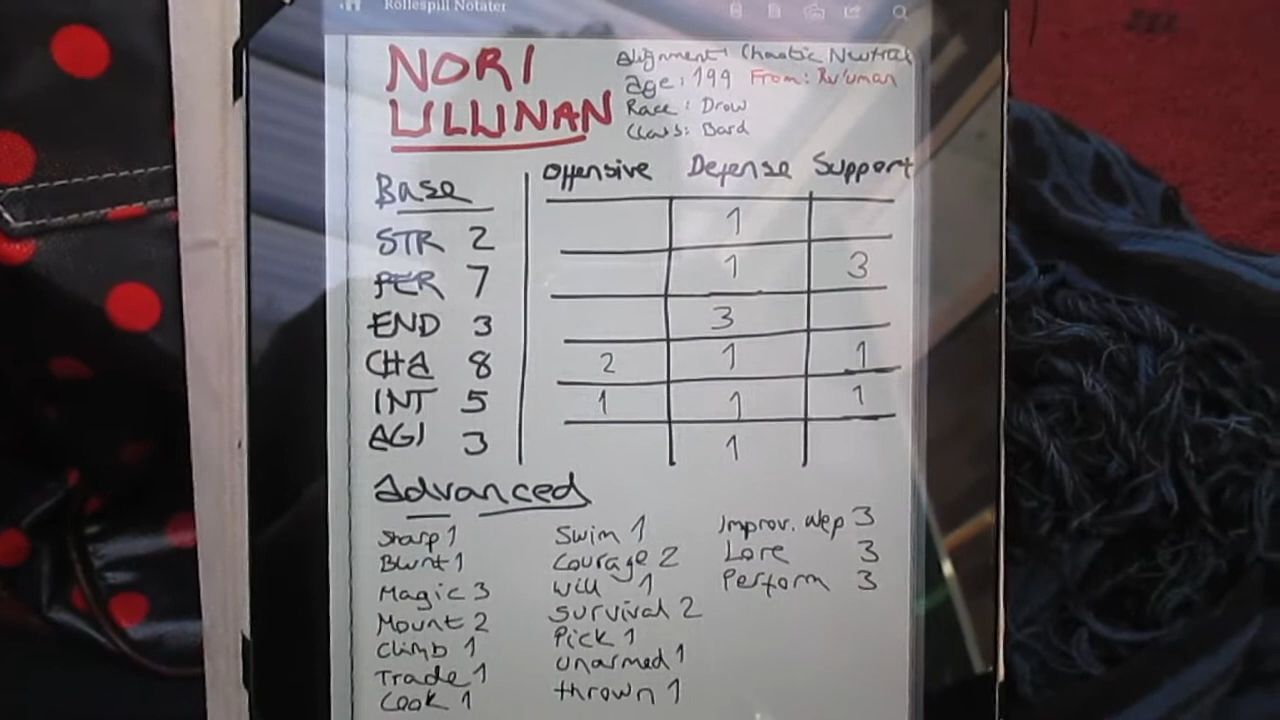 Rollespill Notater
NORI
ULUNAN
Alignment: Chaotic Neutral
Age: 199 From: Ru'uman
Race: Drow
Class: Bard
Base Offensive Defense Support
STR 2 1
PER 7 1 3
END 3 3
CHA 8 2 1 1
INT 5 1 1 1
AGI 3 1
Advanced
Sharp 1 Swim 1 Improv. Wep 3
Blunt 1 Courage 2 Lore 3
Magic 3 Will 1 Perform 3
Mount 2 Survival 2
Climb 1 Pick 1
Trade 1 Unarmed 1
Cook 1 thrown 1